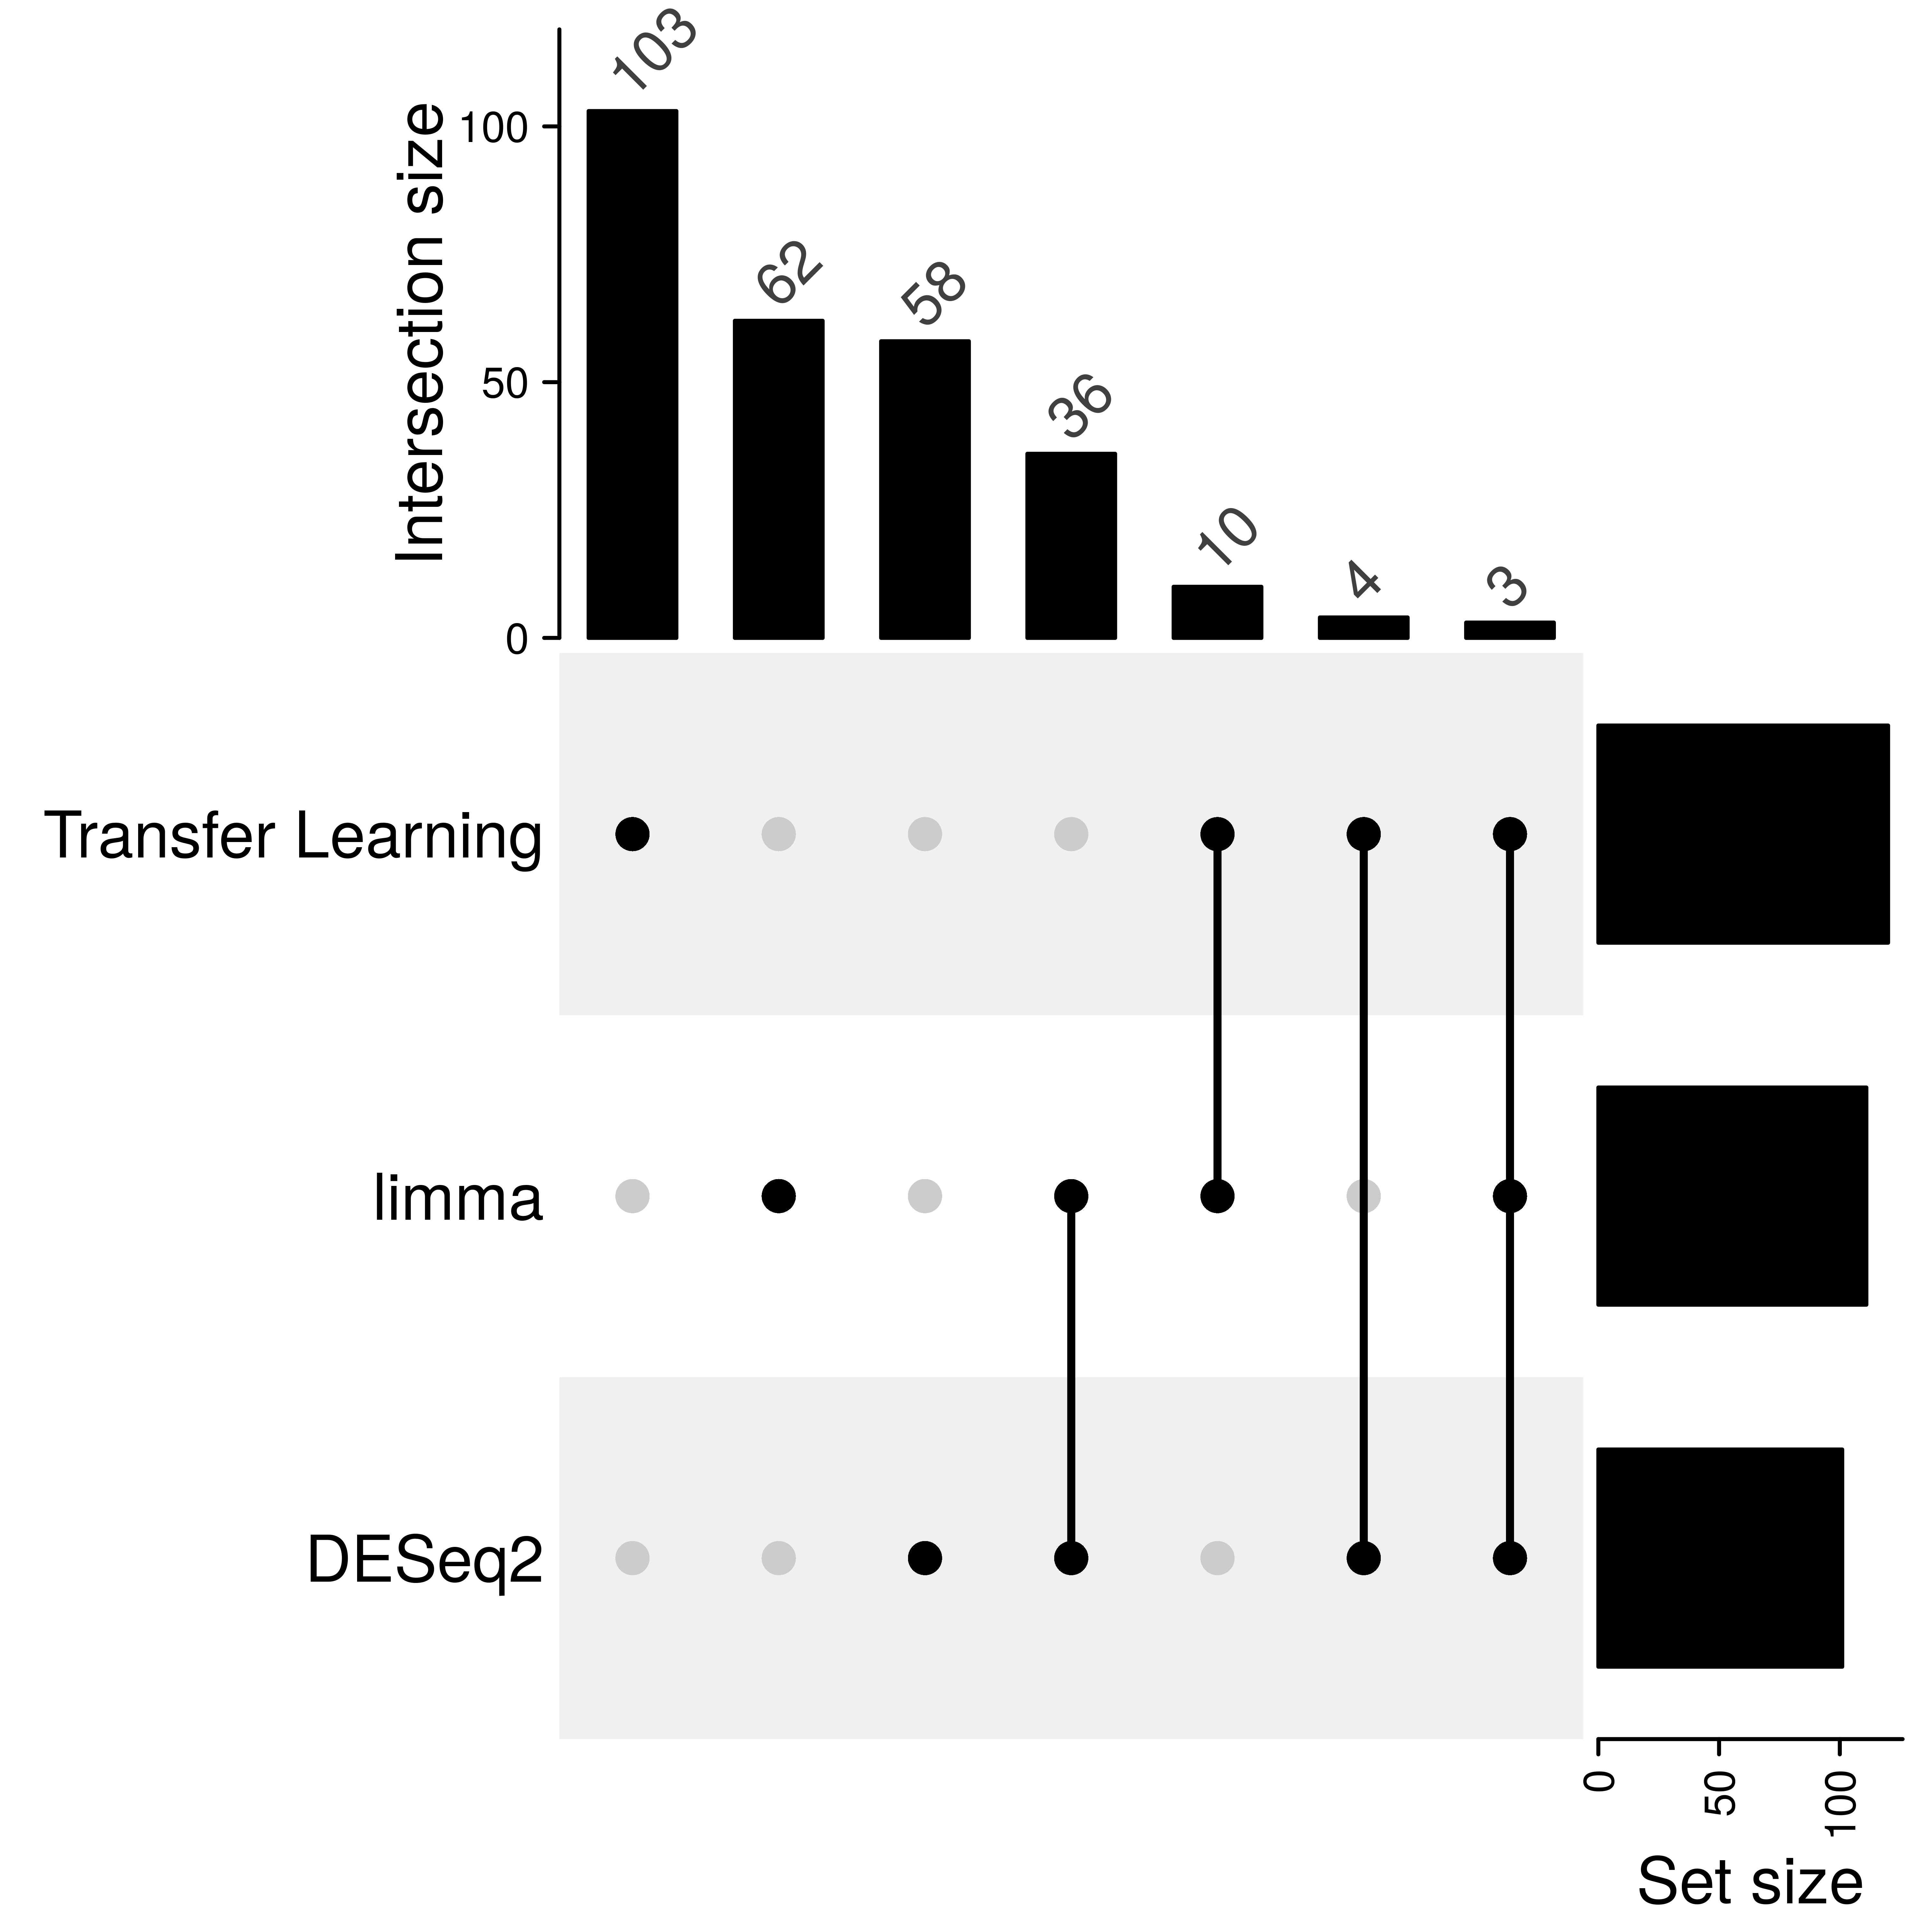 103
62
58
36
10
4
3
Intersection size
100
50
0
Transfer Learning
limma
DESeq2
0
50
100
Set size